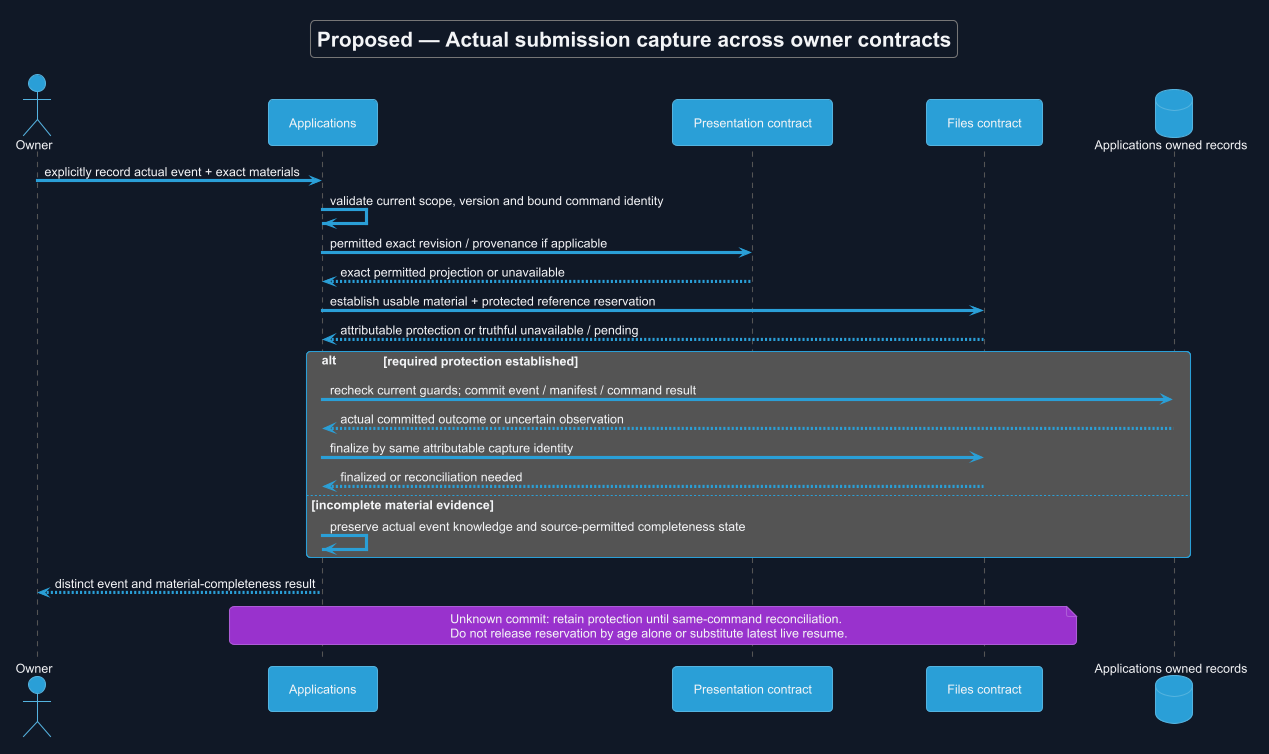 Proposed — Actual submission capture across owner contracts
Owner
Applications
Presentation contract
Files contract
Applications owned records
explicitly record actual event + exact materials
validate current scope, version and bound command identity
permitted exact revision / provenance if applicable
exact permitted projection or unavailable
establish usable material + protected reference reservation
attributable protection or truthful unavailable / pending
alt [required protection established]
recheck current guards; commit event / manifest / command result
actual committed outcome or uncertain observation
finalize by same attributable capture identity
finalized or reconciliation needed
[incomplete material evidence]
preserve actual event knowledge and source-permitted completeness state
distinct event and material-completeness result
Unknown commit: retain protection until same-command reconciliation.
Do not release reservation by age alone or substitute latest live resume.
Owner
Applications
Presentation contract
Files contract
Applications owned records